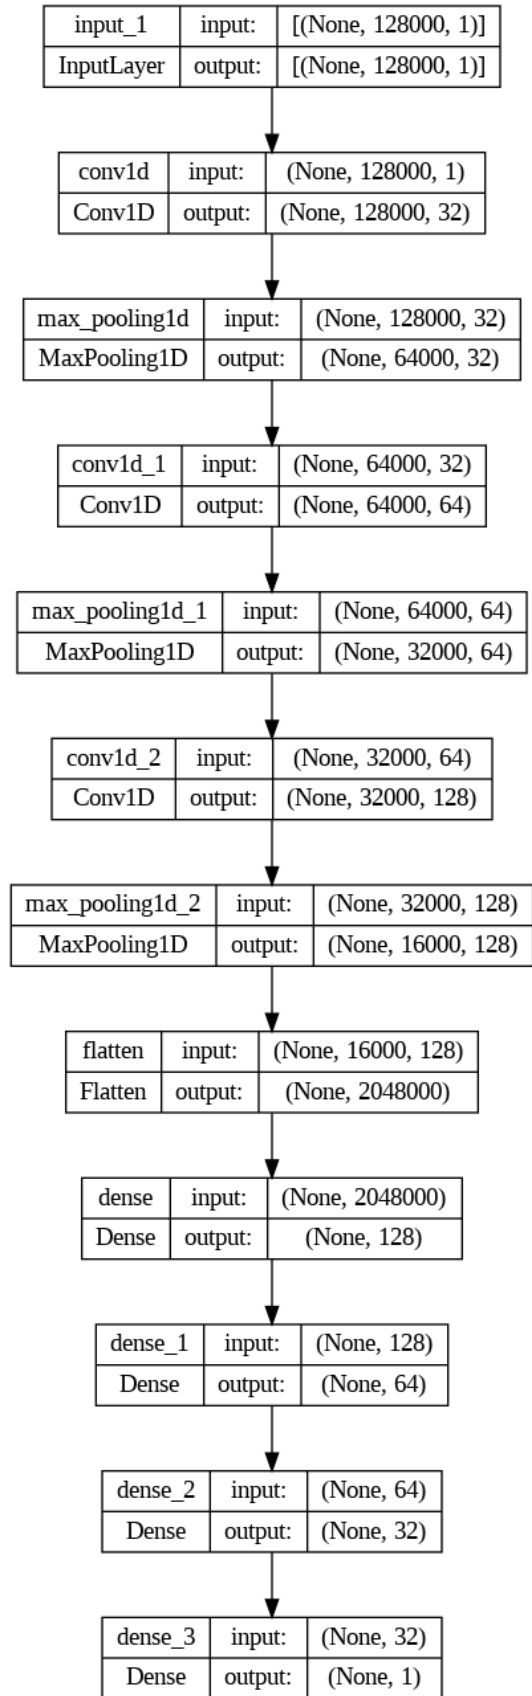 input_1 input: [(None, 128000, 1)]
InputLayer output: [(None, 128000, 1)]
conv1d input: (None, 128000, 1)
Conv1D output: (None, 128000, 32)
max_pooling1d input: (None, 128000, 32)
MaxPooling1D output: (None, 64000, 32)
conv1d_1 input: (None, 64000, 32)
Conv1D output: (None, 64000, 64)
max_pooling1d_1 input: (None, 64000, 64)
MaxPooling1D output: (None, 32000, 64)
conv1d_2 input: (None, 32000, 64)
Conv1D output: (None, 32000, 128)
max_pooling1d_2 input: (None, 32000, 128)
MaxPooling1D output: (None, 16000, 128)
flatten input: (None, 16000, 128)
Flatten output: (None, 2048000)
dense input: (None, 2048000)
Dense output: (None, 128)
dense_1 input: (None, 128)
Dense output: (None, 64)
dense_2 input: (None, 64)
Dense output: (None, 32)
dense_3 input: (None, 32)
Dense output: (None, 1)